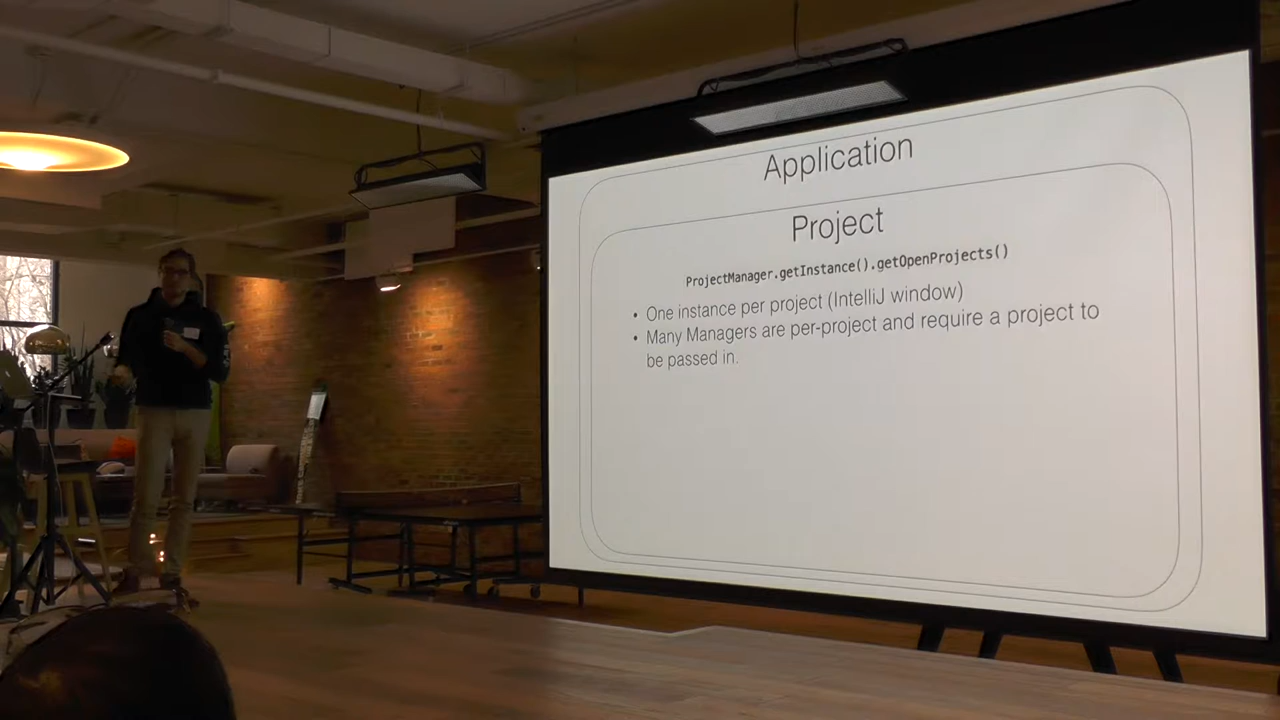 Application
Project
ProjectManager.getInstance().getOpenProjects()
• One instance per project (IntelliJ window)
• Many Managers are per-project and require a project to
be passed in.